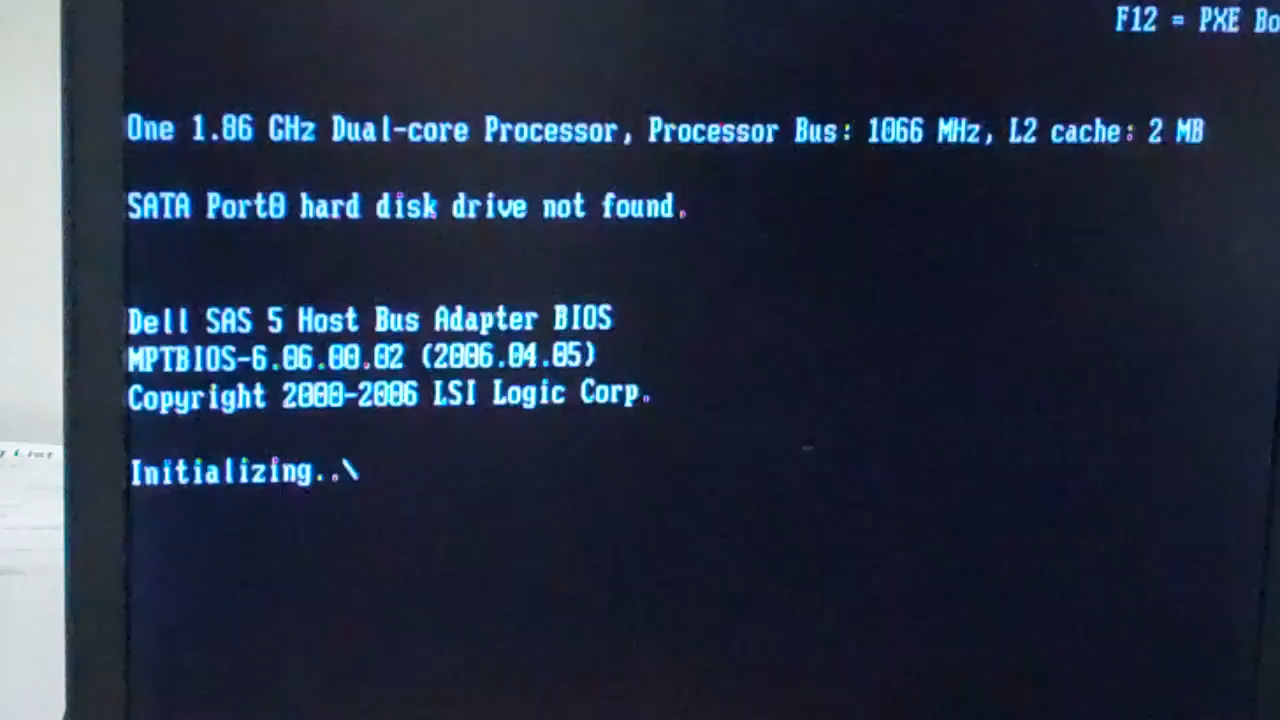 F12 = PXE Bo
One 1.86 GHz Dual-core Processor, Processor Bus: 1066 MHz, L2 cache: 2 MB
SATA Port0 hard disk drive not found.
Dell SAS 5 Host Bus Adapter BIOS
MPTBIOS-6.06.00.02 (2006.04.05)
Copyright 2000-2006 LSI Logic Corp.
Initializing..\